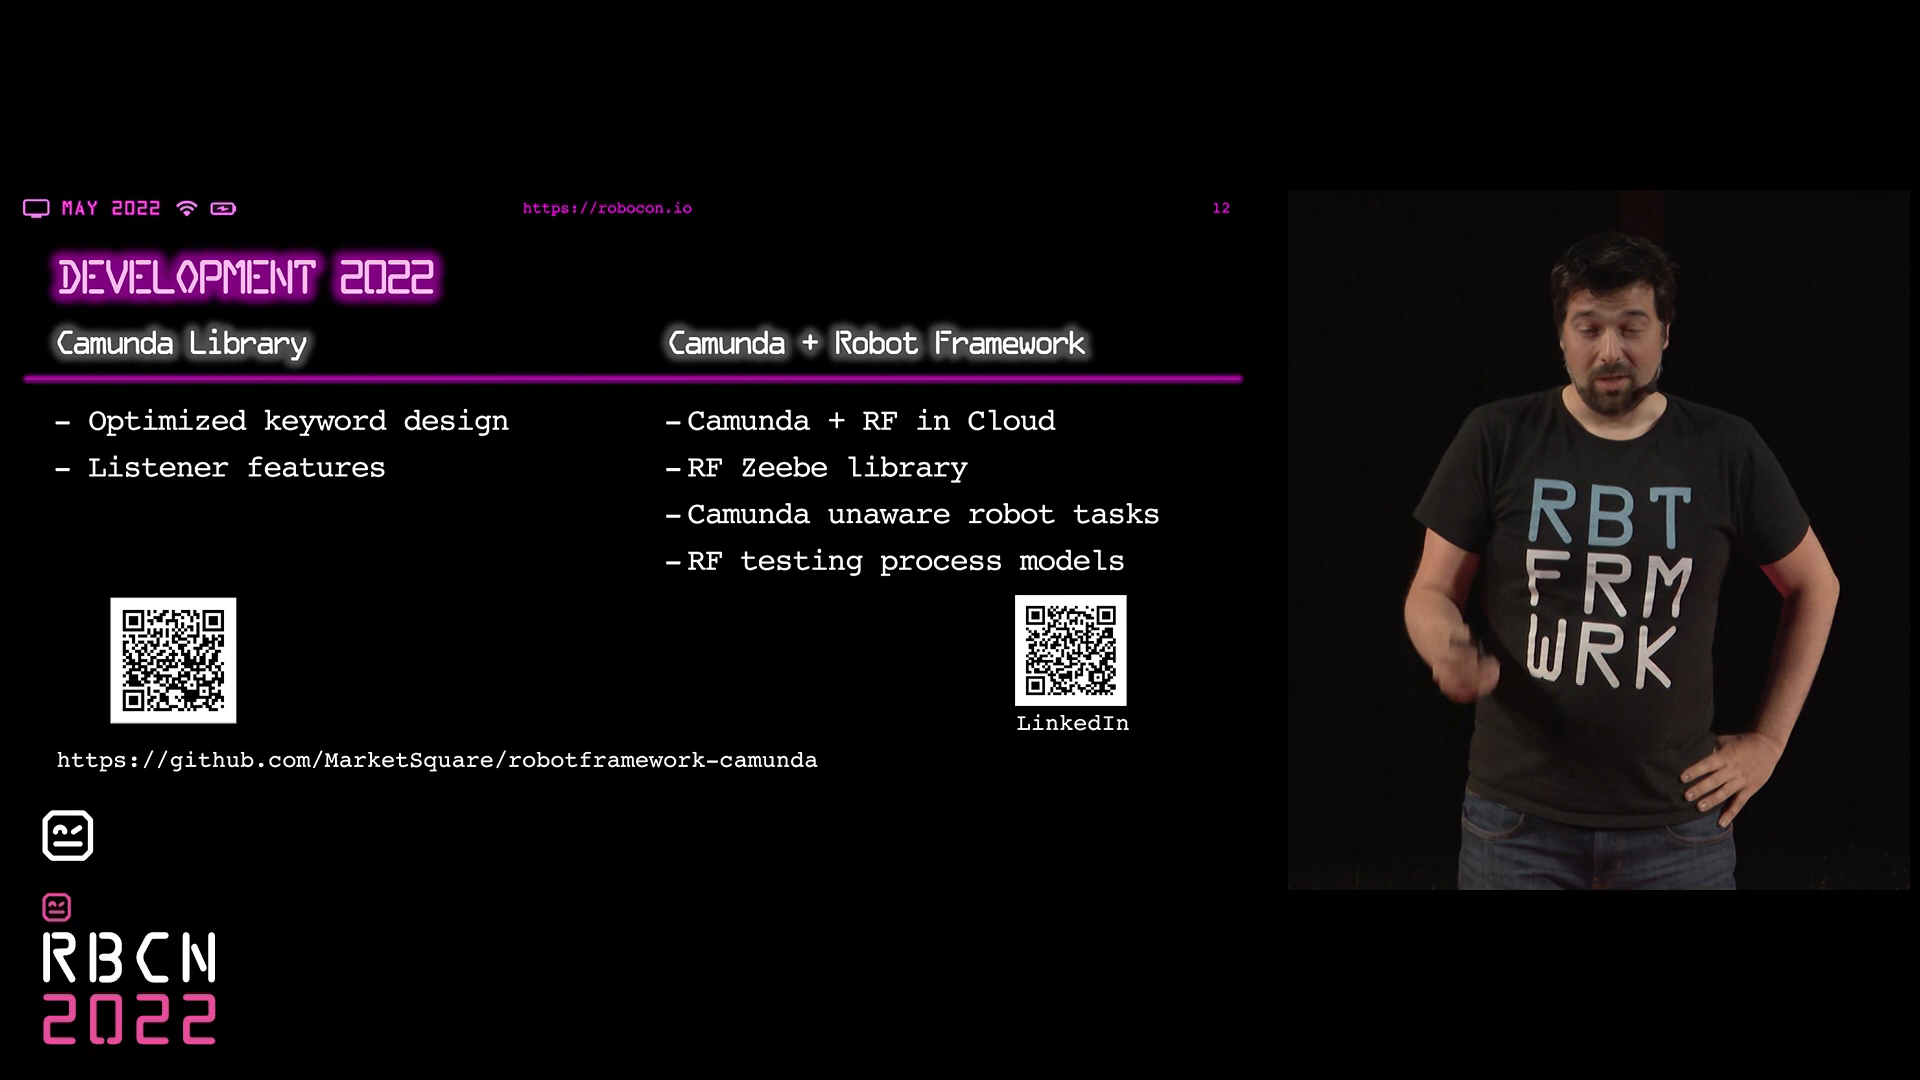 MAY 2022
https://robocon.io
12
DEVELOPMENT 2022
Camunda Library
- Optimized keyword design
- Listener features
Camunda + Robot Framework
-Camunda + RF in Cloud
-RF Zeebe library
-Camunda unaware robot tasks
-RF testing process models
LinkedIn
https://github.com/MarketSquare/robotframework-camunda
RBCN
2022
RBT
FRM
WRK